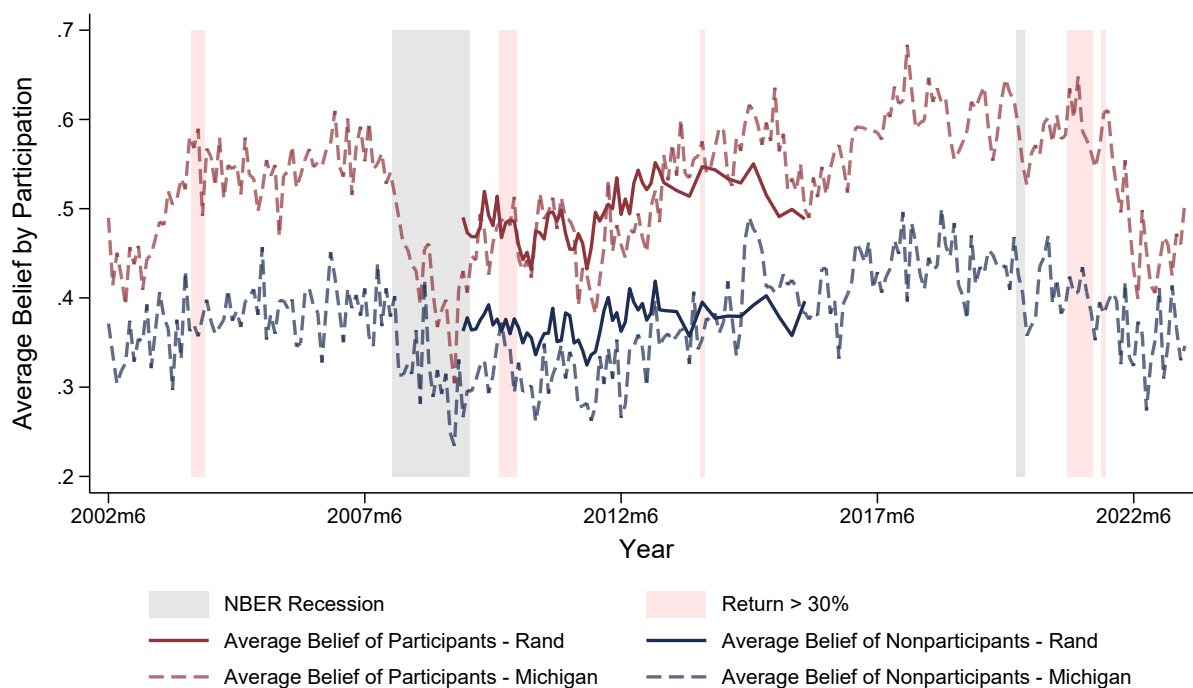 Average Belief by Participation
.7
.6
.5
.4
.3
.2
2002m6 2007m6 2012m6 2017m6 2022m6
Year
NBER Recession Return > 30%
Average Belief of Participants - Rand Average Belief of Nonparticipants - Rand
Average Belief of Participants - Michigan Average Belief of Nonparticipants - Michigan